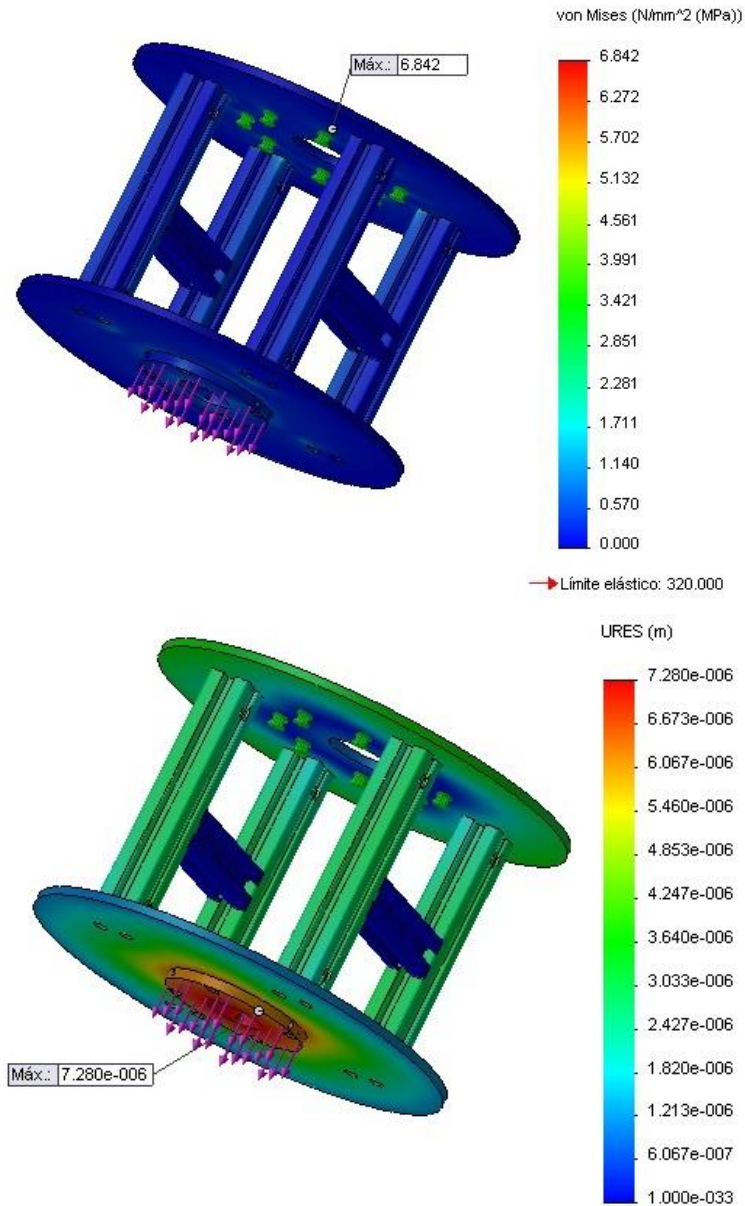 von Mises (N/mm^2 (MPa))
Máx.: 6.842
6.842
6.272
5.702
5.132
4.561
3.991
3.421
2.851
2.281
1.711
1.140
0.570
0.000
Límite elástico: 320.000
URES (m)
7.280e-006
6.673e-006
6.067e-006
5.460e-006
4.853e-006
4.247e-006
3.640e-006
3.033e-006
2.427e-006
1.820e-006
1.213e-006
6.067e-007
1.000e-033
Máx.: 7.280e-006